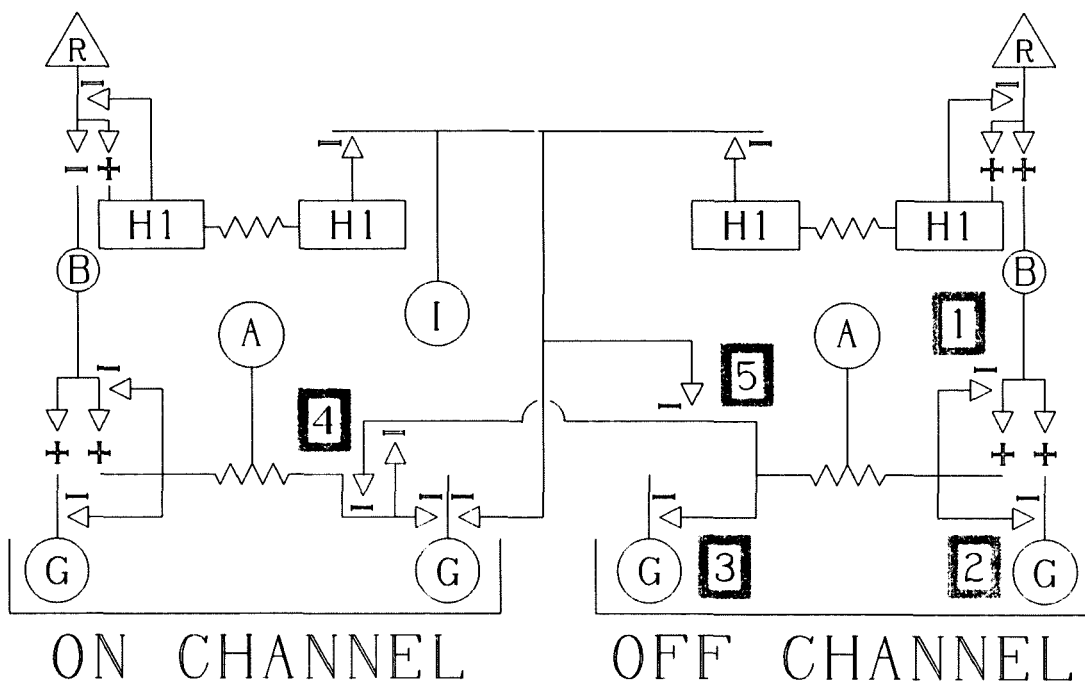 R R
− −
− + + +
− −
H1 H1 H1 H1
B I B
A A 1
− 5 −
4 −
+ + − + +
− − − − − −
G G G 3 2 G
ON CHANNEL OFF CHANNEL